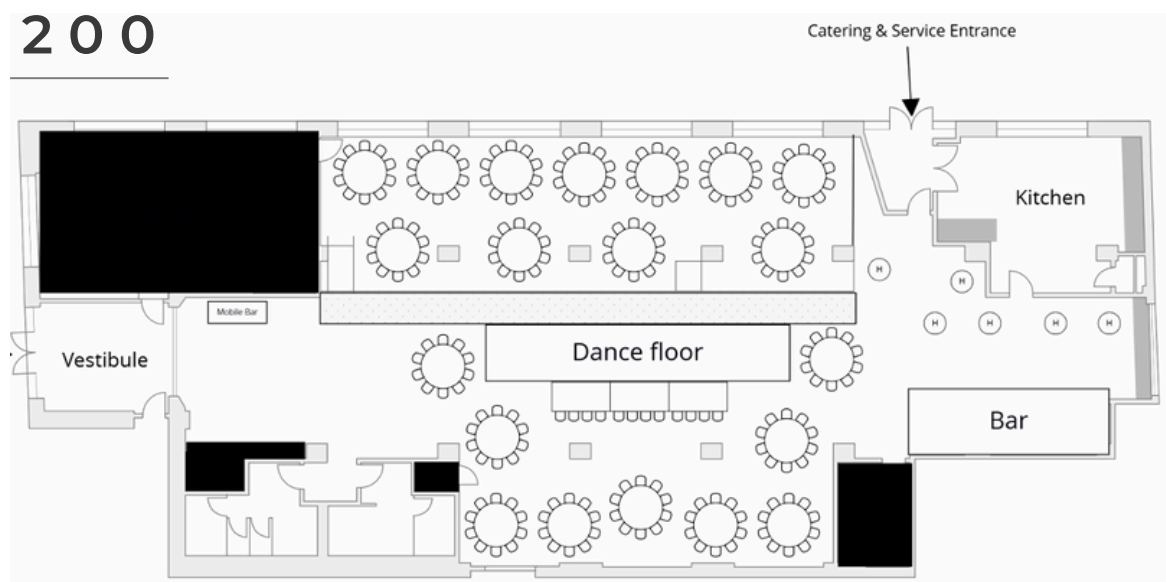 200
Catering & Service Entrance
Kitchen
H
H
Mobile Bar
H
H
H
H
Vestibule
Dance floor
Bar